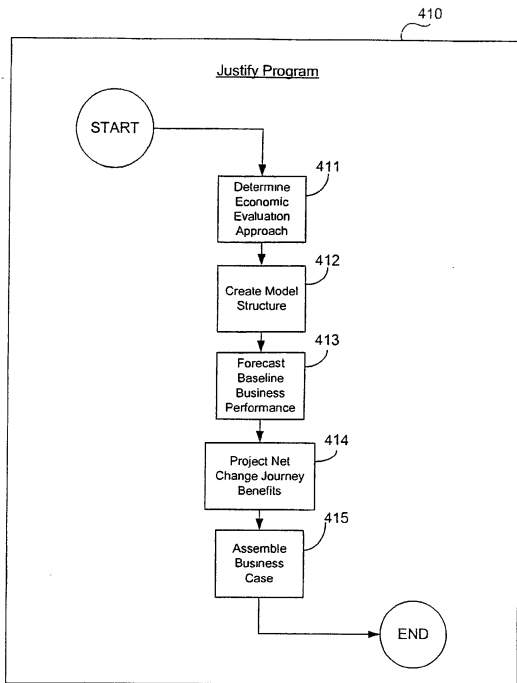 410
Justify Program
START
411
Determine
Economic
Evaluation
Approach
412
Create Model
Structure
413
Forecast
Baseline
Business
Performance
414
Project Net
Change Journey
Benefits
415
Assemble
Business
Case
END